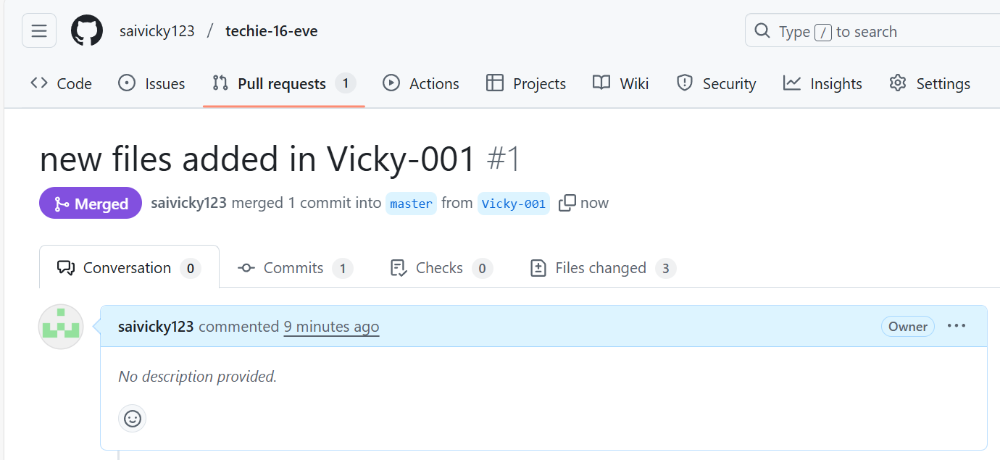 saivicky123 / techie-16-eve Type / to search
Code Issues Pull requests 1 Actions Projects Wiki Security Insights Settings
new files added in Vicky-001 #1
Merged saivicky123 merged 1 commit into master from Vicky-001 now
Conversation 0 Commits 1 Checks 0 Files changed 3
saivicky123 commented 9 minutes ago Owner
No description provided.